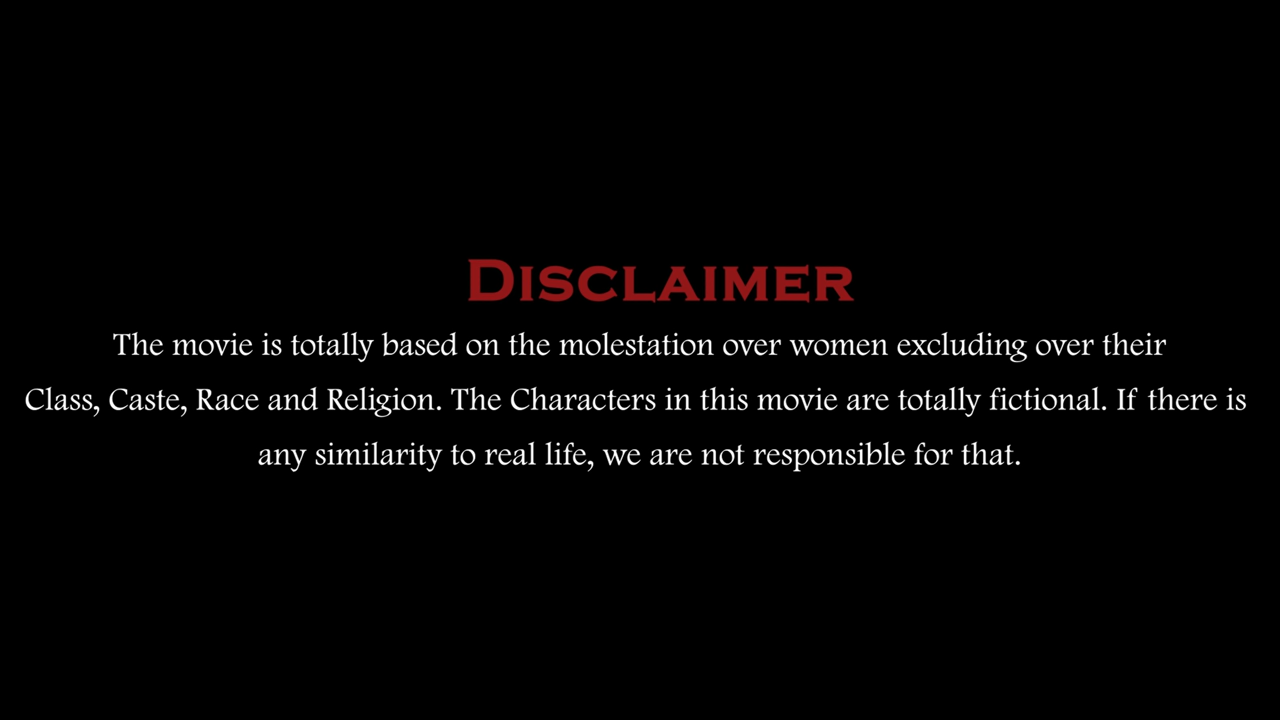 DISCLAIMER
The movie is totally based on the molestation over women excluding over their
Class, Caste, Race and Religion. The Characters in this movie are totally fictional. If there is
any similarity to real life, we are not responsible for that.